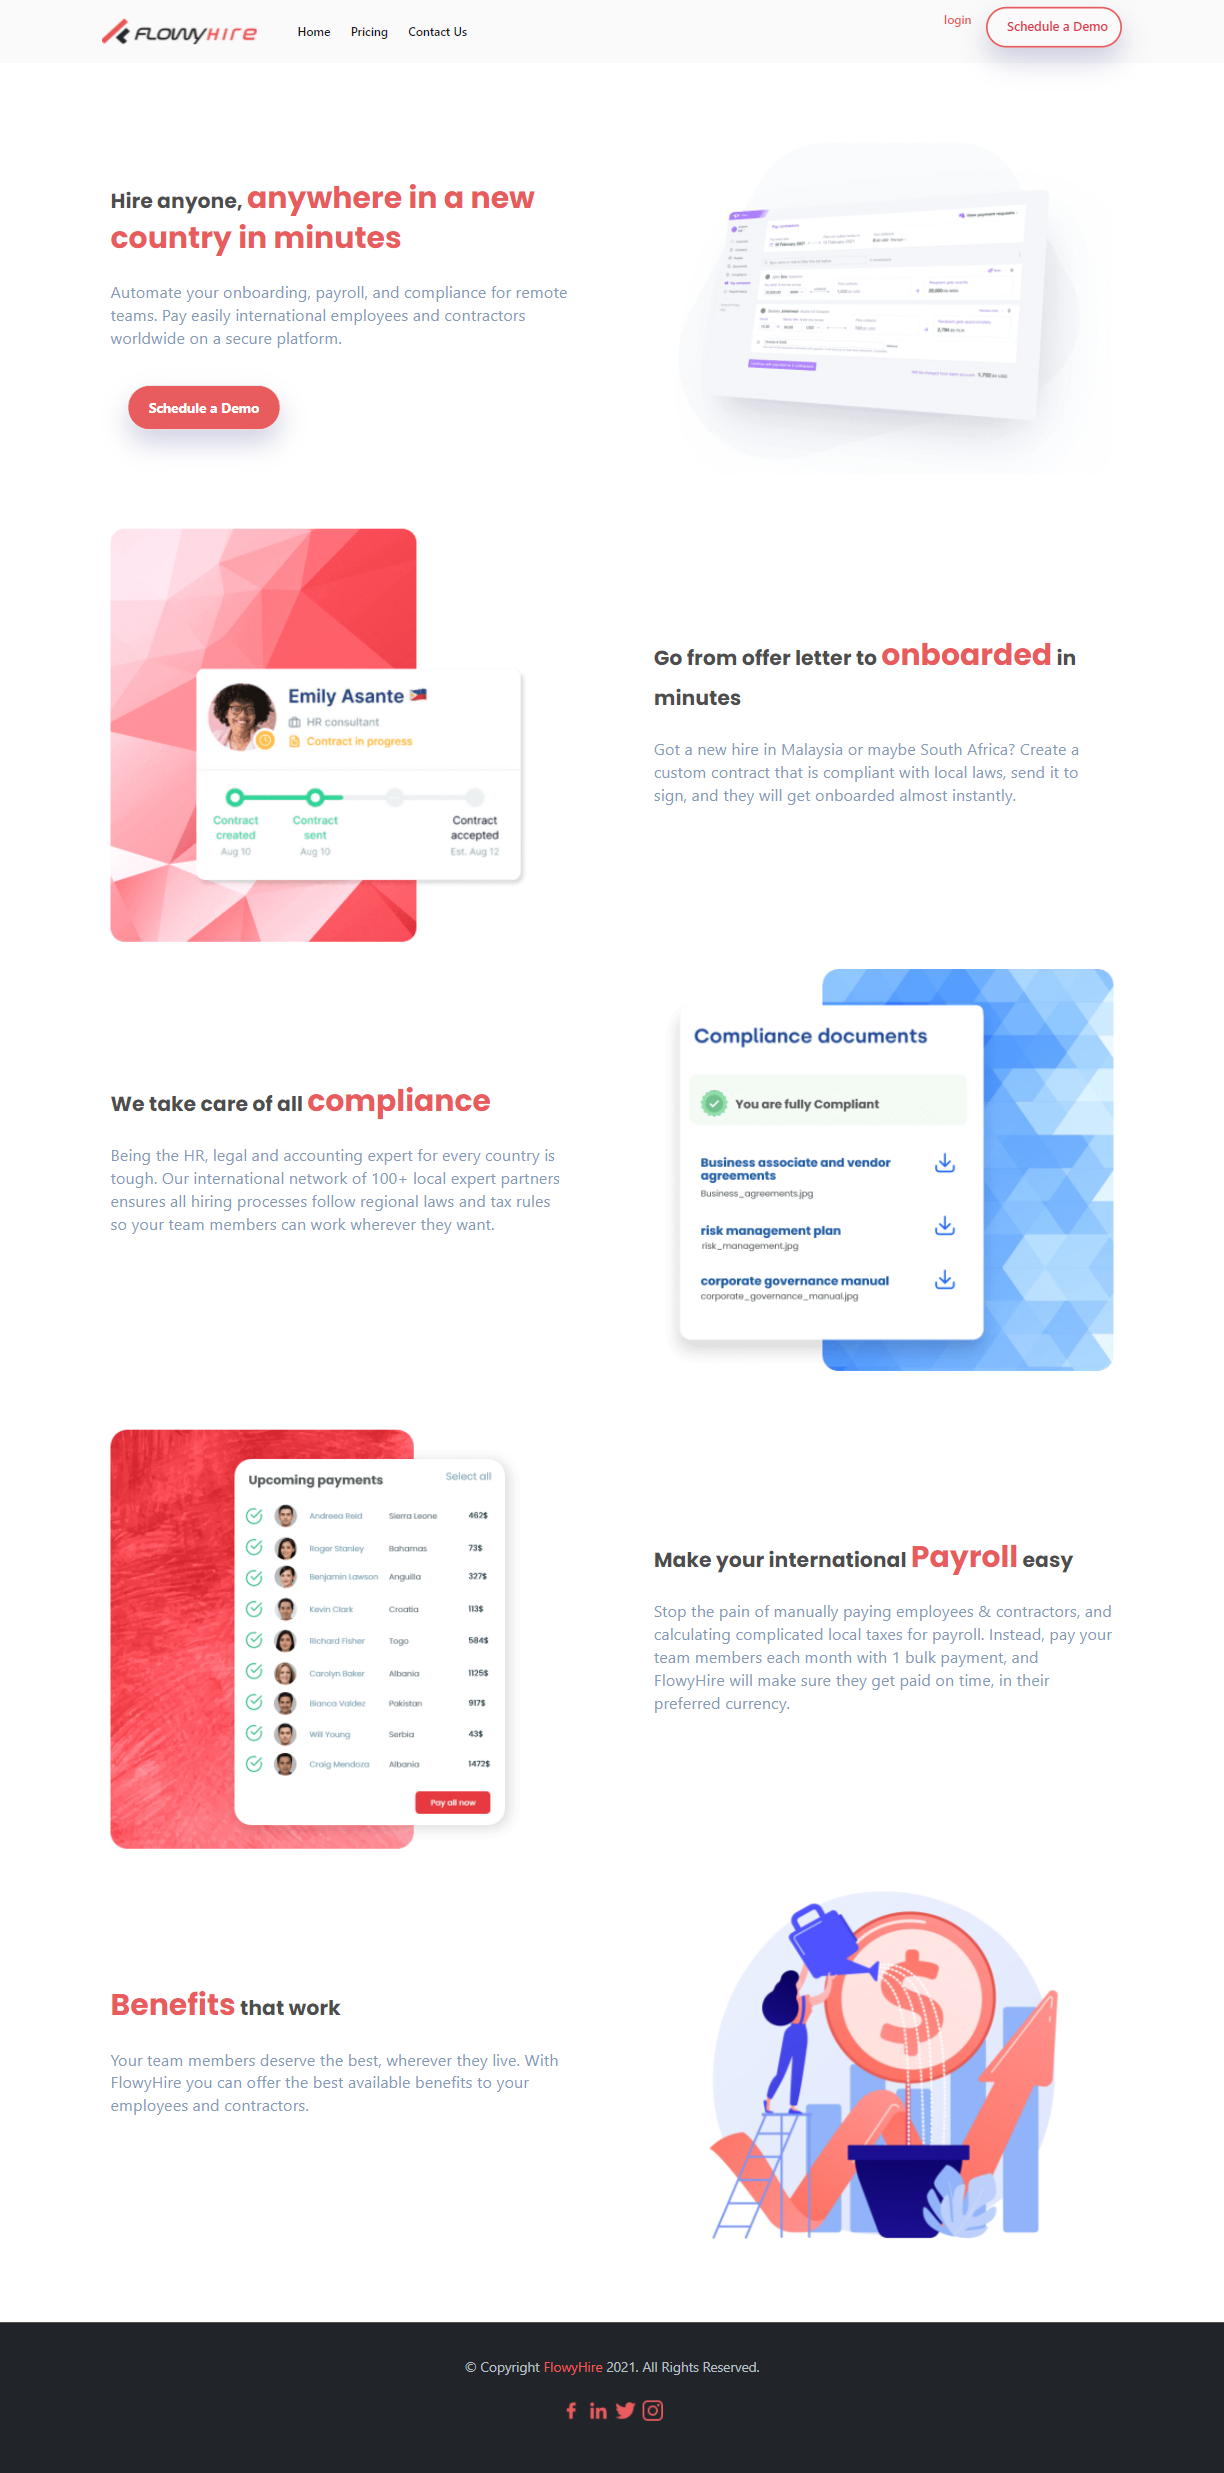 FLOWYHIRE
Home Pricing Contact Us
login
Schedule a Demo
Hire anyone, anywhere in a new
country in minutes
Automate your onboarding, payroll, and compliance for remote
teams. Pay easily international employees and contractors
worldwide on a secure platform.
Schedule a Demo
Emily Asante
HR consultant
Contract in progress
Contract created
Aug 10
Contract sent
Aug 10
Contract accepted
Est. Aug 12
Go from offer letter to onboarded in
minutes
Got a new hire in Malaysia or maybe South Africa? Create a
custom contract that is compliant with local laws, send it to
sign, and they will get onboarded almost instantly.
We take care of all compliance
Being the HR, legal and accounting expert for every country is
tough. Our international network of 100+ local expert partners
ensures all hiring processes follow regional laws and tax rules
so your team members can work wherever they want.
Compliance documents
You are fully Compliant
Business associate and vendor
agreements
Business_agreements.jpg
risk management plan
risk_management.jpg
corporate governance manual
corporate_governance_manual.jpg
Upcoming payments Select all
Andreea Reid Sierra Leone 462$
Roger Stanley Bahamas 73$
Benjamin Lawson Anguilla 327$
Kevin Clark Croatia 113$
Richard Fisher Togo 584$
Carolyn Baker Albania 1125$
Bianca Valdez Pakistan 917$
Will Young Serbia 43$
Craig Mendoza Albania 1472$
Pay all now
Make your international Payroll easy
Stop the pain of manually paying employees & contractors, and
calculating complicated local taxes for payroll. Instead, pay your
team members each month with 1 bulk payment, and
FlowyHire will make sure they get paid on time, in their
preferred currency.
Benefits that work
Your team members deserve the best, wherever they live. With
FlowyHire you can offer the best available benefits to your
employees and contractors.
© Copyright FlowyHire 2021. All Rights Reserved.